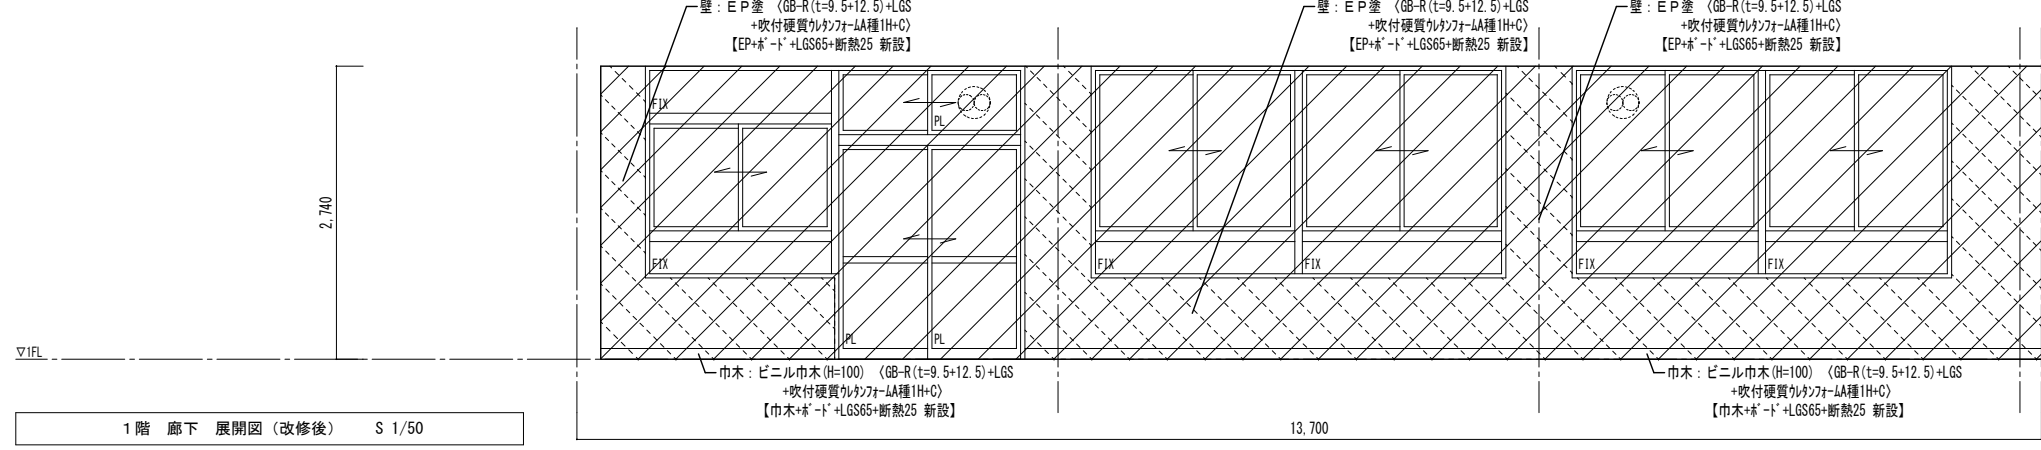 壁：ＥＰ塗 〈GB-R(t=9.5+12.5)+LGS
+吹付硬質ｳﾚﾀﾝﾌｫｰﾑA種1H+C〉
【EP+ﾎﾞｰﾄﾞ+LGS65+断熱25 新設】
壁：ＥＰ塗 〈GB-R(t=9.5+12.5)+LGS
+吹付硬質ｳﾚﾀﾝﾌｫｰﾑA種1H+C〉
【EP+ﾎﾞｰﾄﾞ+LGS65+断熱25 新設】
壁：ＥＰ塗 〈GB-R(t=9.5+12.5)+LGS
+吹付硬質ｳﾚﾀﾝﾌｫｰﾑA種1H+C〉
【EP+ﾎﾞｰﾄﾞ+LGS65+断熱25 新設】
2,740
FIX
PL
FIX
FIX
FIX
FIX
FIX
PL
PL
▽1FL
巾木：ビニル巾木(H=100) 〈GB-R(t=9.5+12.5)+LGS
+吹付硬質ｳﾚﾀﾝﾌｫｰﾑA種1H+C〉
【巾木+ﾎﾞｰﾄﾞ+LGS65+断熱25 新設】
巾木：ビニル巾木(H=100) 〈GB-R(t=9.5+12.5)+LGS
+吹付硬質ｳﾚﾀﾝﾌｫｰﾑA種1H+C〉
【巾木+ﾎﾞｰﾄﾞ+LGS65+断熱25 新設】
1階 廊下 展開図（改修後） S 1/50
13,700